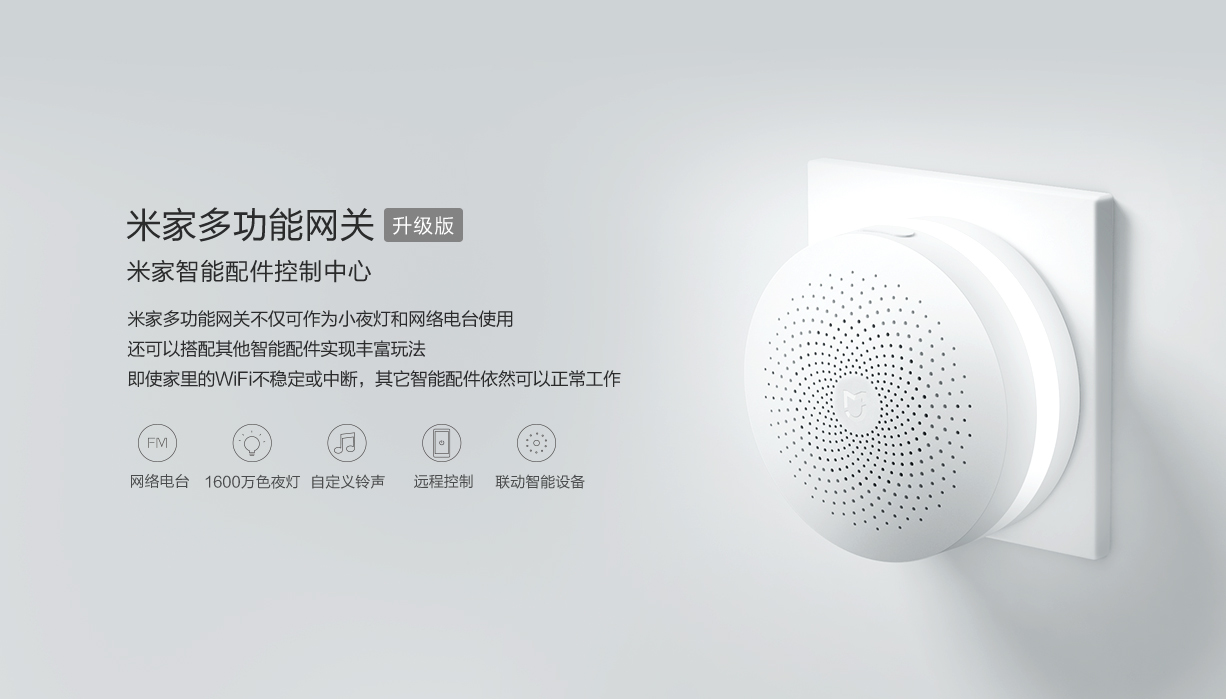 米家多功能网关 升级版
米家智能配件控制中心
米家多功能网关不仅可作为小夜灯和网络电台使用
还可以搭配其他智能配件实现丰富玩法
即使家里的WiFi不稳定或中断，其它智能配件依然可以正常工作
FM
网络电台 1600万色夜灯 自定义铃声 远程控制 联动智能设备